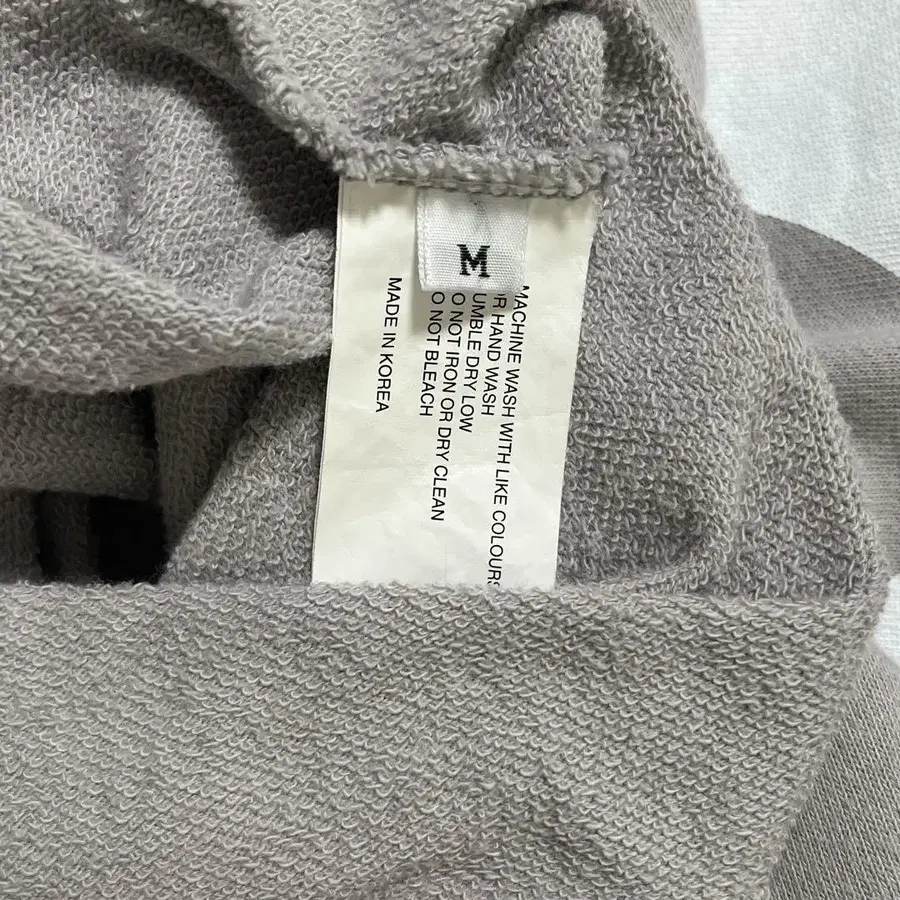 M
MACHINE WASH WITH LIKE COLOURS
R HAND WASH
UMBLE DRY LOW
O NOT IRON OR DRY CLEAN
O NOT BLEACH
MADE IN KOREA